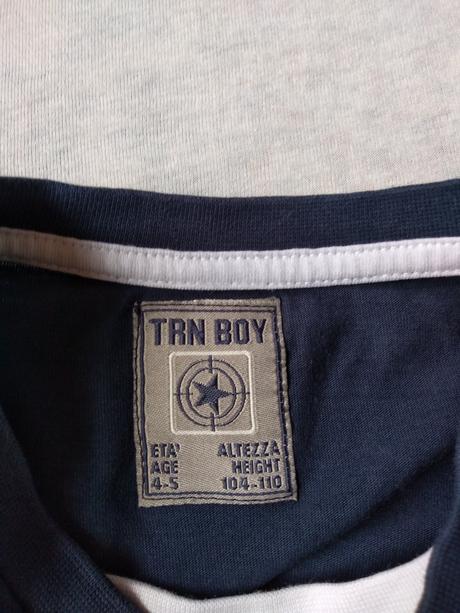 TRN BOY
ETA' ALTEZZA
AGE HEIGHT
4-5 104-110